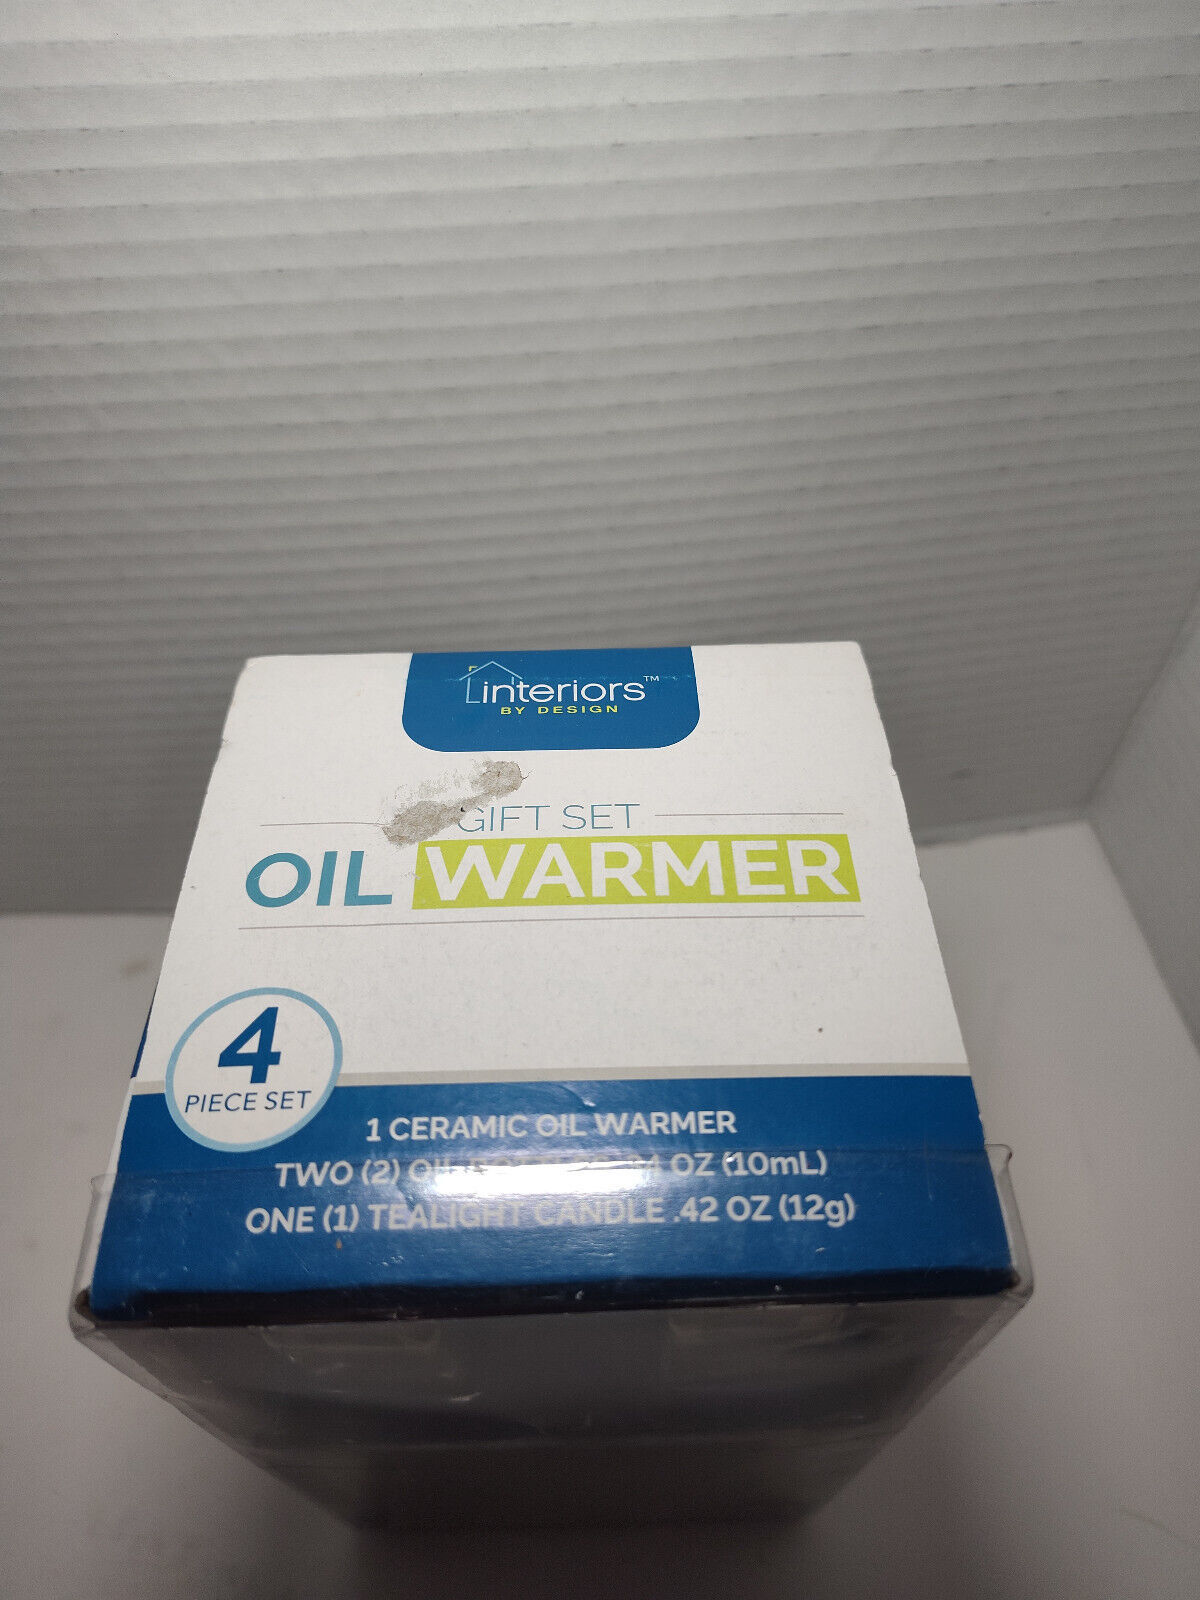 interiors™
BY DESIGN
GIFT SET
OIL WARMER
4
PIECE SET
1 CERAMIC OIL WARMER
TWO (2) OIL OZ (10mL)
ONE (1) TEALIGHT CANDLE .42 OZ (12g)